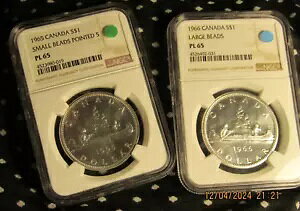 1965 CANADA S$1
SMALL BEADS POINTED 5
PL 65
NGC
CANADA
1965
DOLLAR
1966 CANADA S$1
LARGE BEADS
PL 65
NGC
CANADA
1966
DOLLAR
12/04/2024 21:21